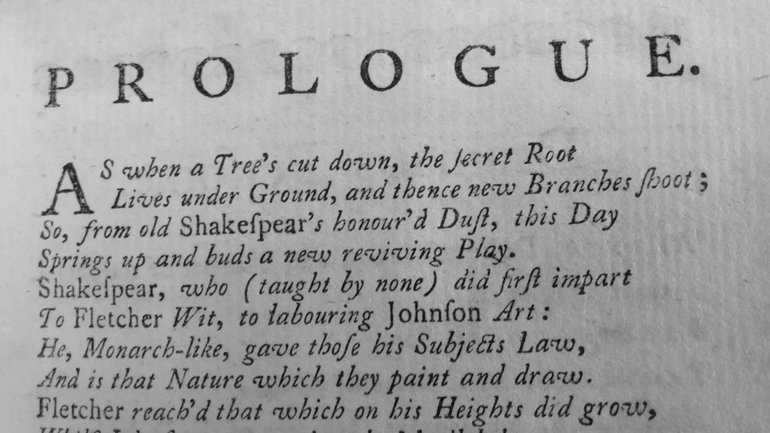 PROLOGUE.
AS when a Tree's cut down, the ſecret Root
Lives under Ground, and thence new Branches ſhoot;
So, from old Shakeſpear's honour'd Duſt, this Day
Springs up and buds a new reviving Play.
Shakeſpear, who (taught by none) did firſt impart
To Fletcher Wit, to labouring Johnſon Art:
He, Monarch-like, gave thoſe his Subjects Law,
And is that Nature which they paint and draw.
Fletcher reach'd that which on his Heights did grow,